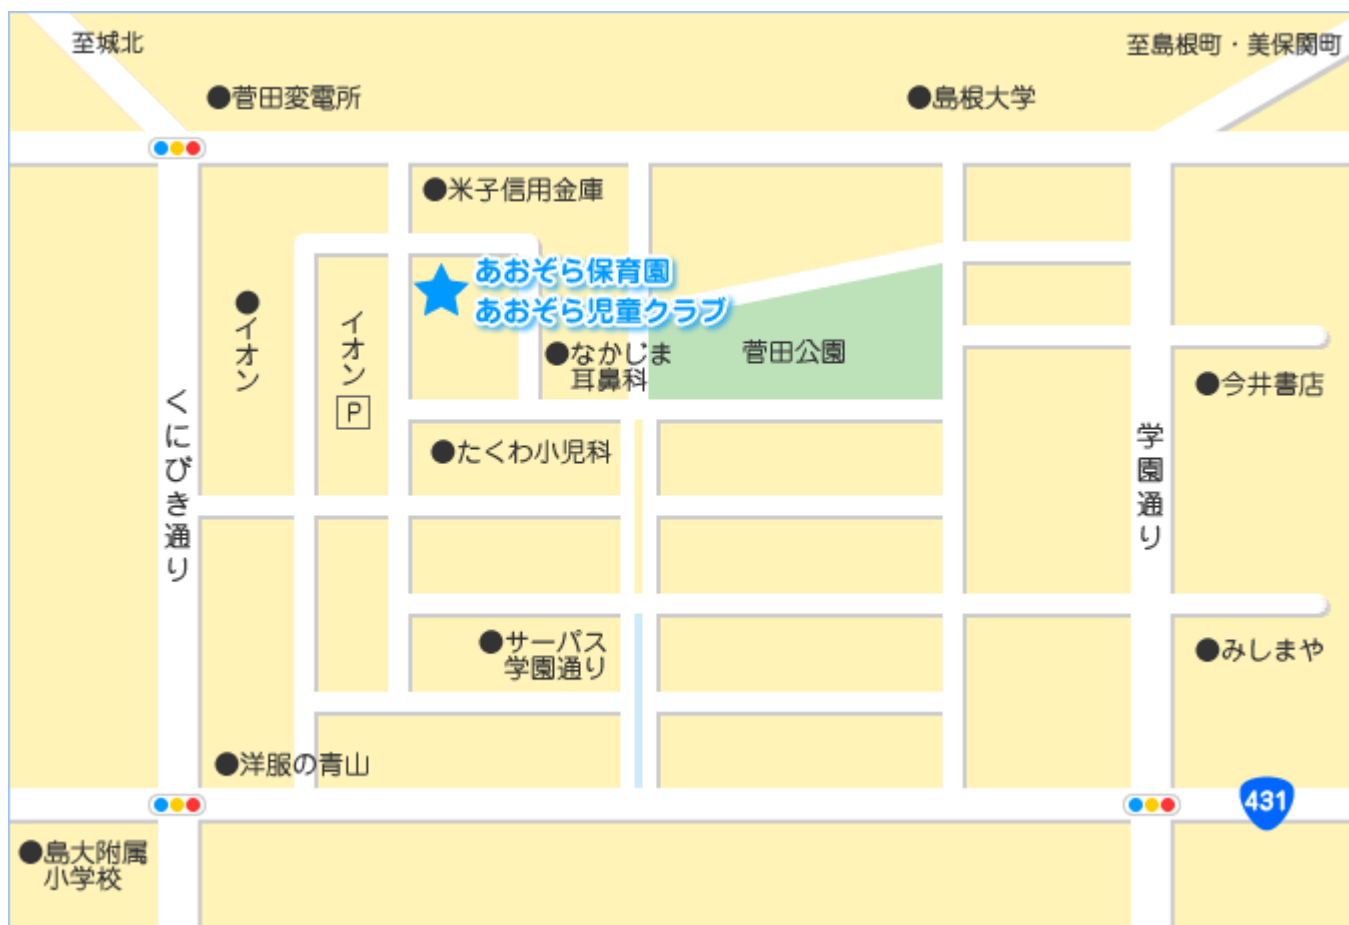 至城北
至島根町・美保関町
●菅田変電所
●島根大学
●米子信用金庫
あおぞら保育園
あおぞら児童クラブ
●イオン
イオン
P
●なかじま
耳鼻科
菅田公園
●今井書店
くにびき通り
●たくわ小児科
学園通り
●サーパス
学園通り
●みしまや
●洋服の青山
431
●島大附属
小学校